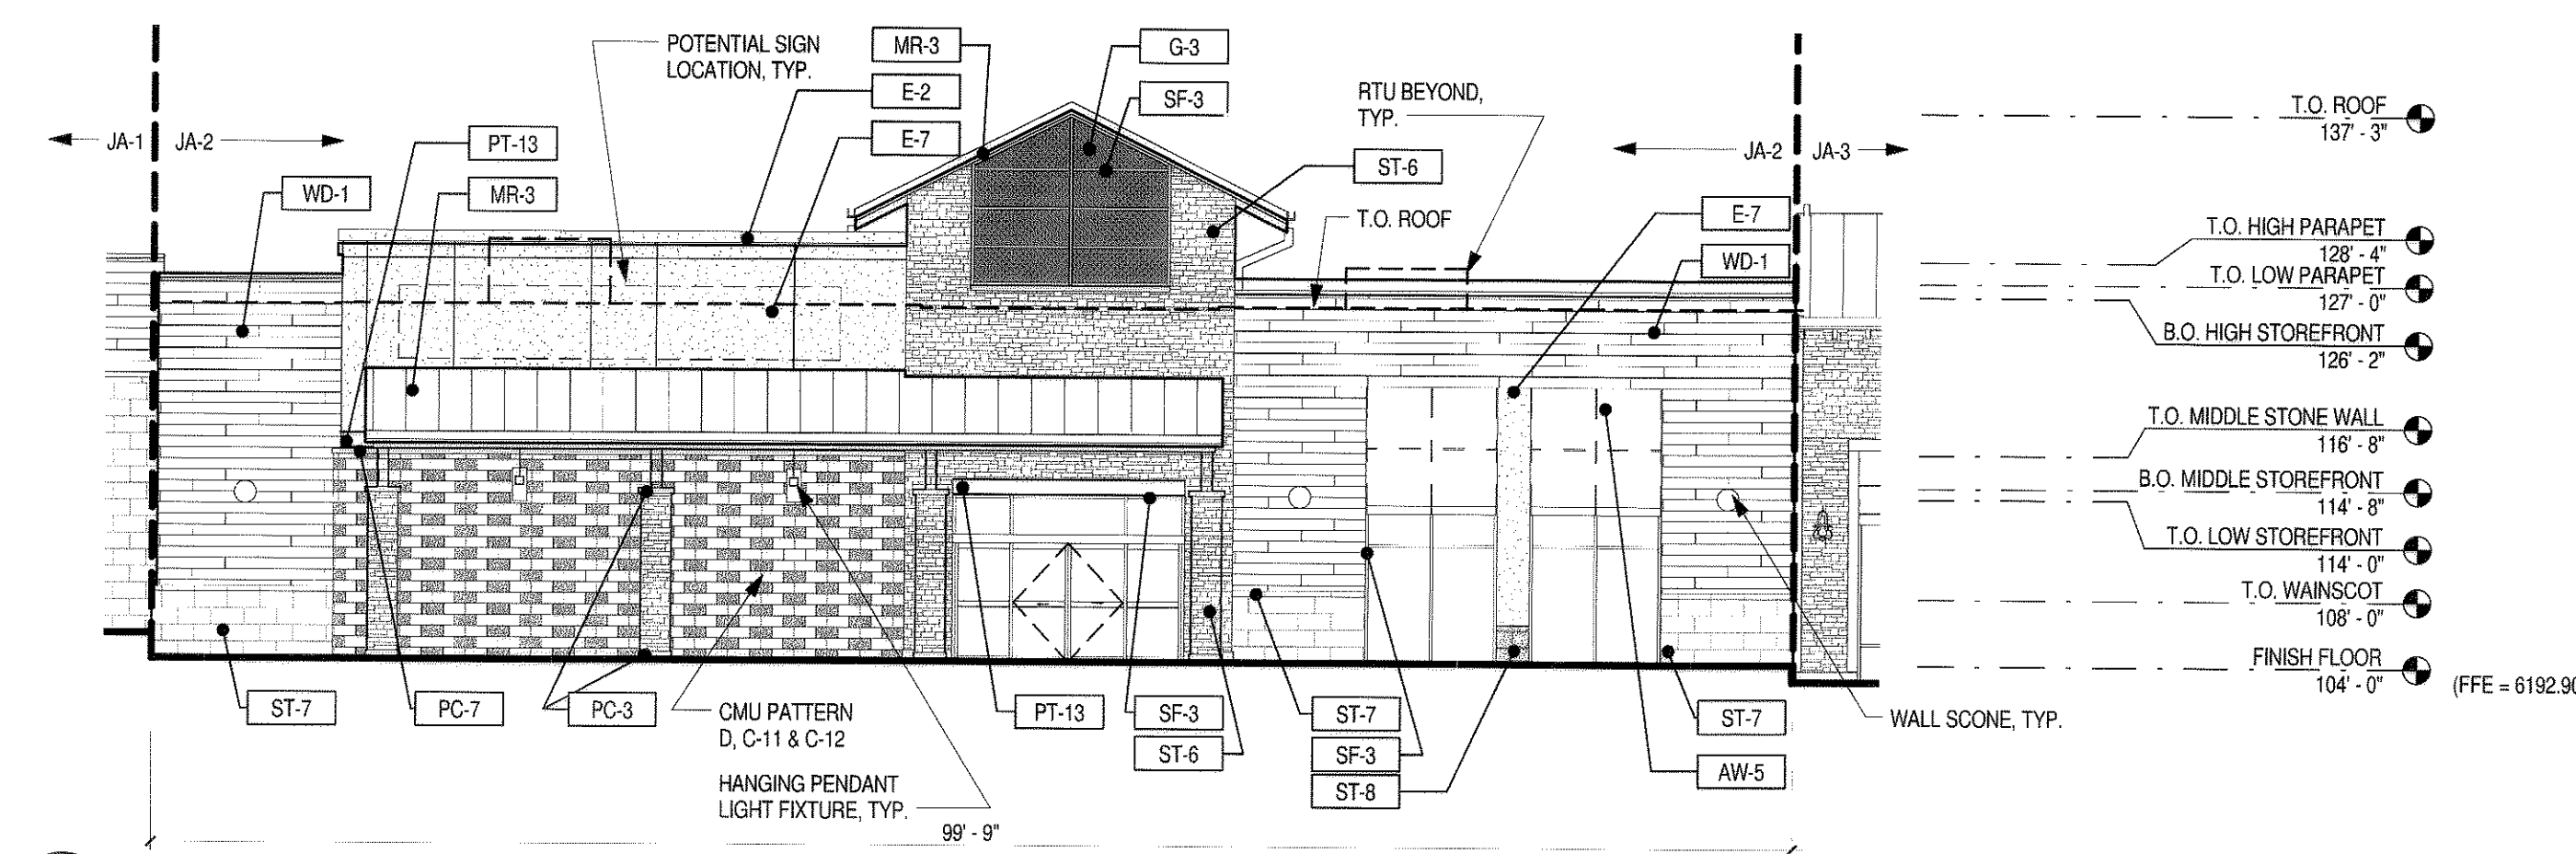 POTENTIAL SIGN
LOCATION, TYP.
MR-3
E-2
E-7
G-3
SF-3
RTU BEYOND,
TYP.
ST-6
T.O. ROOF
JA-1
JA-2
PT-13
MR-3
WD-1
JA-2
JA-3
E-7
WD-1
T.O. ROOF
137' - 3"
T.O. HIGH PARAPET
128' - 4"
T.O. LOW PARAPET
127' - 0"
B.O. HIGH STOREFRONT
126' - 2"
T.O. MIDDLE STONE WALL
116' - 8"
B.O. MIDDLE STOREFRONT
114' - 8"
T.O. LOW STOREFRONT
114' - 0"
T.O. WAINSCOT
108' - 0"
FINISH FLOOR
104' - 0"
(FFE = 6192.90
ST-7
PC-7
PC-3
CMU PATTERN
D, C-11 & C-12
HANGING PENDANT
LIGHT FIXTURE, TYP.
PT-13
SF-3
ST-6
ST-7
SF-3
ST-8
ST-7
AW-5
WALL SCONE, TYP.
99' - 9"